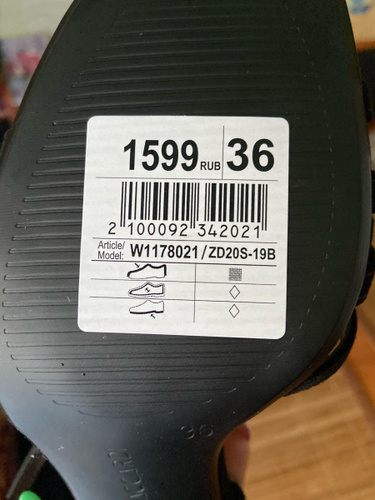 1599 RUB 36
2 100092 342021
Article/
Model: W1178021 / ZD20S-19B
36